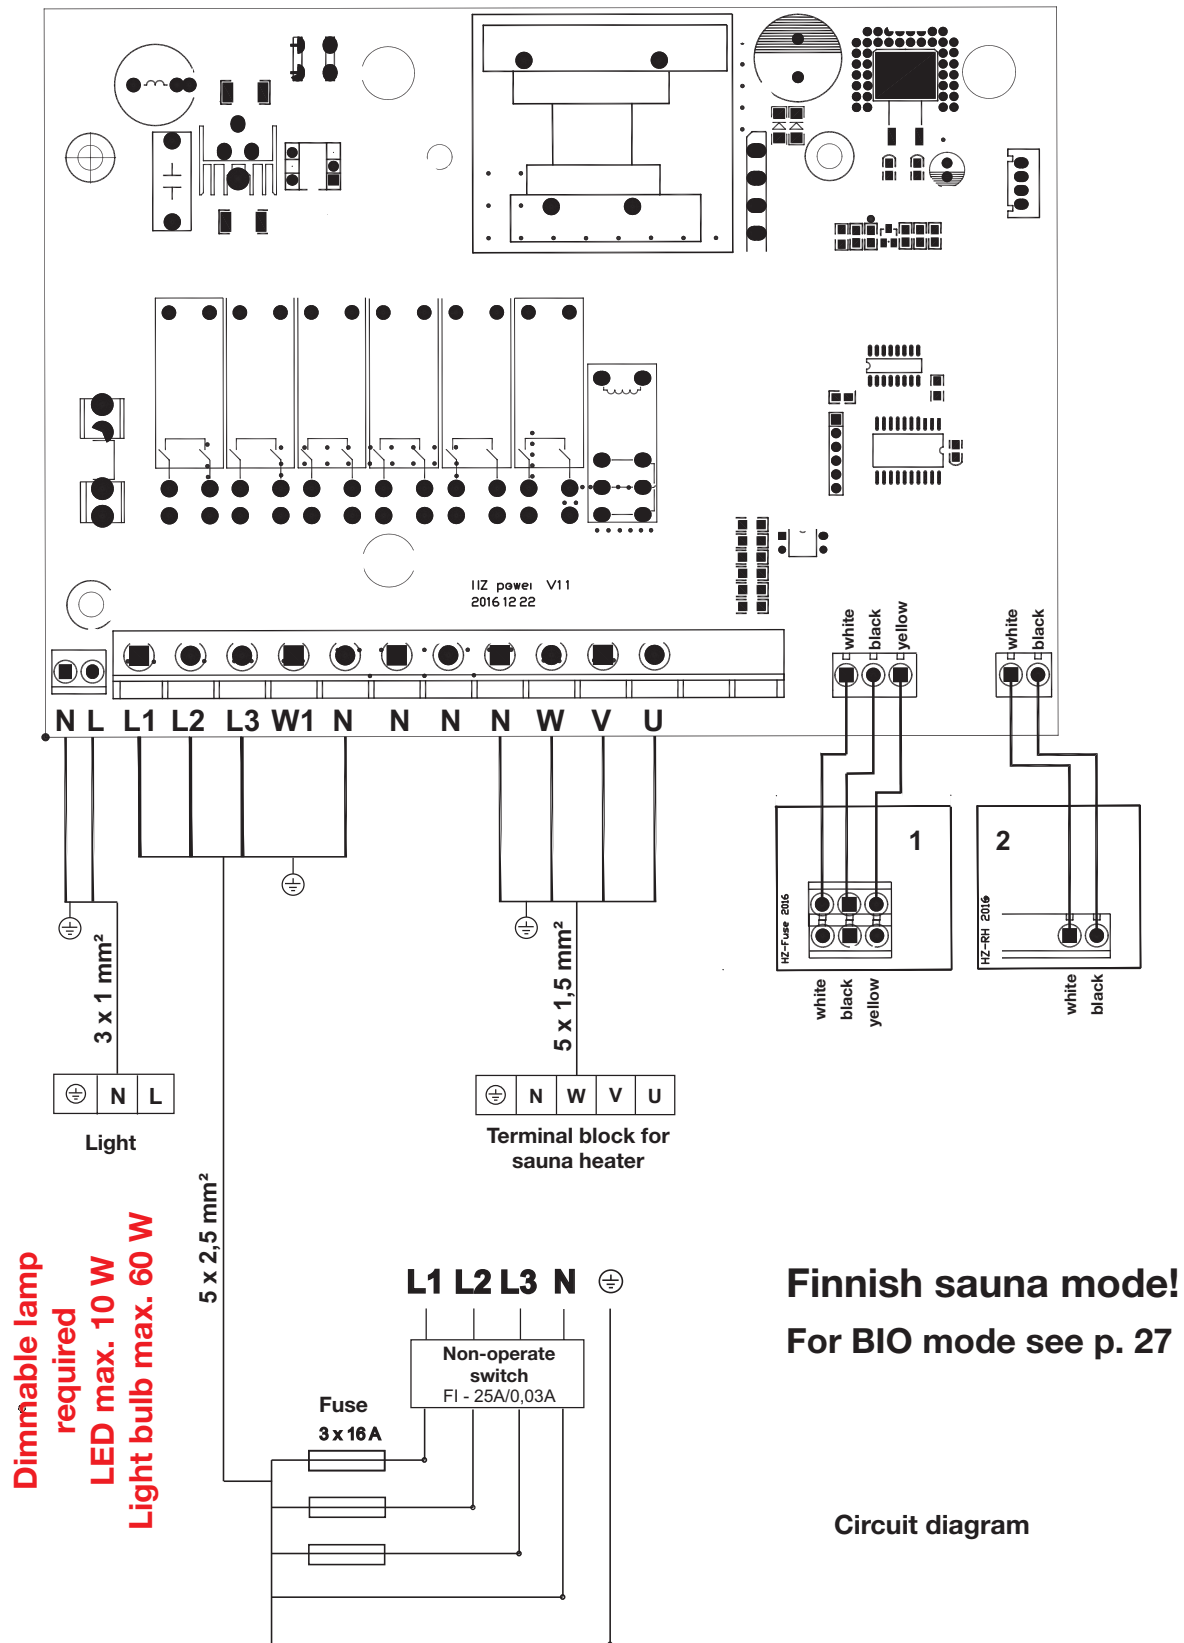 IIZ power V11
2016 12 22
white
black
yellow
white
black
N L L1 L2 L3 W1 N N N N W V U
1
2
HZ-Fuse 2016
HZ-RH 2016
white
black
yellow
white
black
3 x 1 mm²
5 x 1,5 mm²
N L
Light
N W V U
Terminal block for
sauna heater
5 x 2,5 mm²
Dimmable lamp
required
LED max. 10 W
Light bulb max. 60 W
L1 L2 L3 N
Non-operate
switch
FI - 25A/0,03A
Fuse
3 x 16 A
Finnish sauna mode!
For BIO mode see p. 27
Circuit diagram